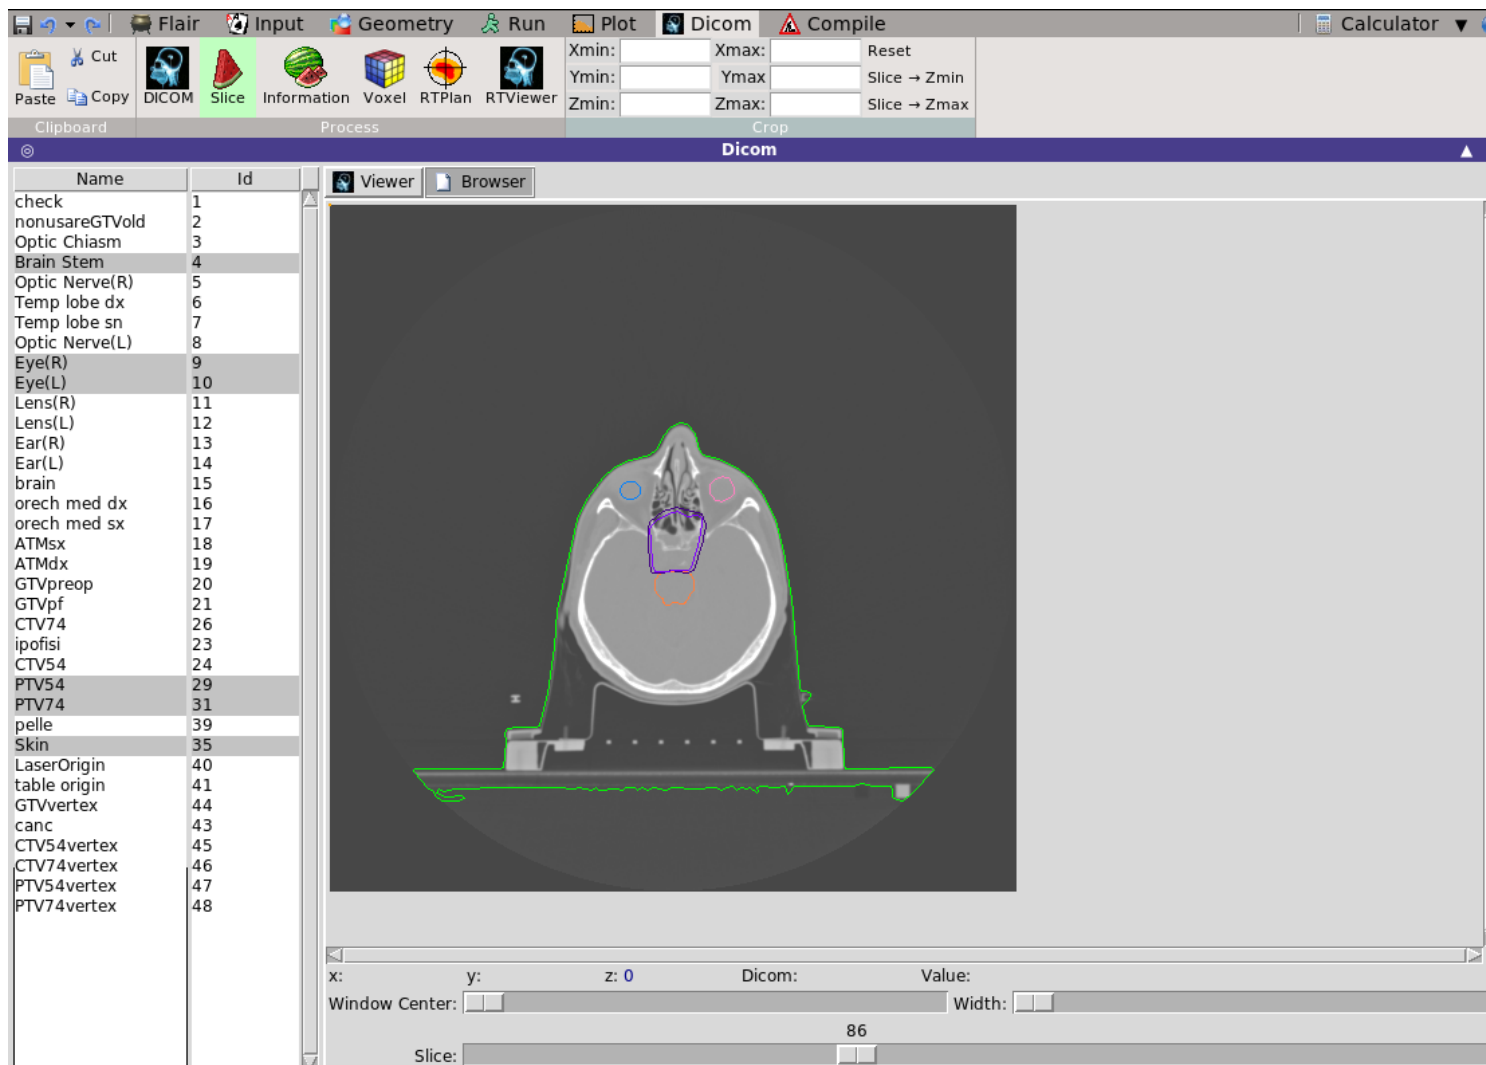 Flair Input Geometry Run Plot Dicom Compile Calculator
Paste Cut Copy DICOM Slice Information Voxel RTPlan RTViewer
Xmin: Xmax: Reset
Ymin: Ymax Slice → Zmin
Zmin: Zmax: Slice → Zmax
Clipboard Process Crop
Dicom
Name Id
Viewer Browser
check 1
nonusareGTVold 2
Optic Chiasm 3
Brain Stem 4
Optic Nerve(R) 5
Temp lobe dx 6
Temp lobe sn 7
Optic Nerve(L) 8
Eye(R) 9
Eye(L) 10
Lens(R) 11
Lens(L) 12
Ear(R) 13
Ear(L) 14
brain 15
orech med dx 16
orech med sx 17
ATMsx 18
ATMdx 19
GTVpreop 20
GTVpf 21
CTV74 26
ipofisi 23
CTV54 24
PTV54 29
PTV74 31
pelle 39
Skin 35
LaserOrigin 40
table origin 41
GTVvertex 44
canc 43
CTV54vertex 45
CTV74vertex 46
PTV54vertex 47
PTV74vertex 48
x: y: z: 0 Dicom: Value:
Window Center: Width:
86
Slice: